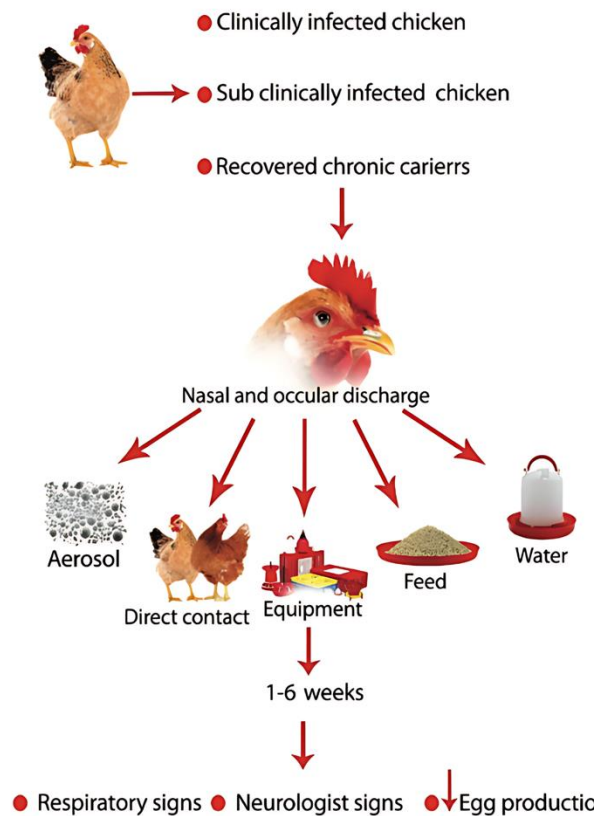 Clinically infected chicken
Sub clinically infected chicken
Recovered chronic carierrs
Nasal and occular discharge
Aerosol
Direct contact
Equipment
Feed
Water
1-6 weeks
Respiratory signs
Neurologist signs
Egg productio